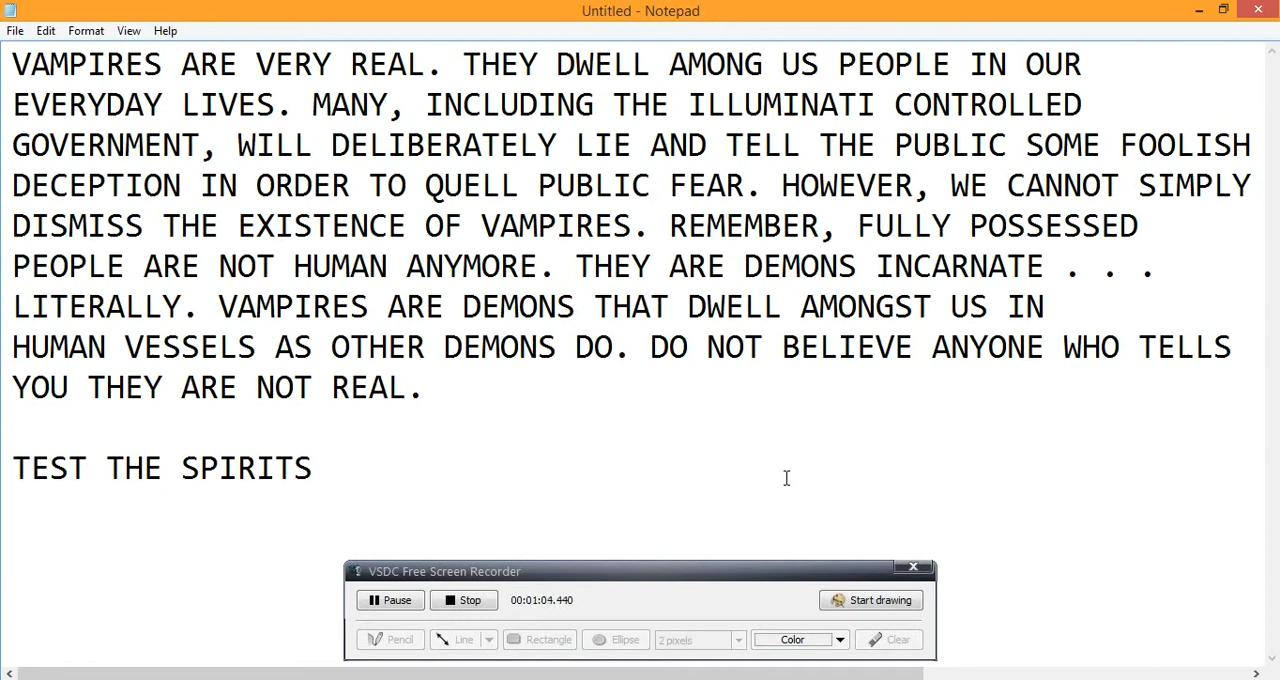 Untitled - Notepad
File Edit Format View Help
VAMPIRES ARE VERY REAL. THEY DWELL AMONG US PEOPLE IN OUR
EVERYDAY LIVES. MANY, INCLUDING THE ILLUMINATI CONTROLLED
GOVERNMENT, WILL DELIBERATELY LIE AND TELL THE PUBLIC SOME FOOLISH
DECEPTION IN ORDER TO QUELL PUBLIC FEAR. HOWEVER, WE CANNOT SIMPLY
DISMISS THE EXISTENCE OF VAMPIRES. REMEMBER, FULLY POSSESSED
PEOPLE ARE NOT HUMAN ANYMORE. THEY ARE DEMONS INCARNATE . . .
LITERALLY. VAMPIRES ARE DEMONS THAT DWELL AMONGST US IN
HUMAN VESSELS AS OTHER DEMONS DO. DO NOT BELIEVE ANYONE WHO TELLS
YOU THEY ARE NOT REAL.
TEST THE SPIRITS
VSDC Free Screen Recorder
Pause Stop 00:01:04.440 Start drawing
Pencil Line Rectangle Ellipse 2 pixels Color Clear